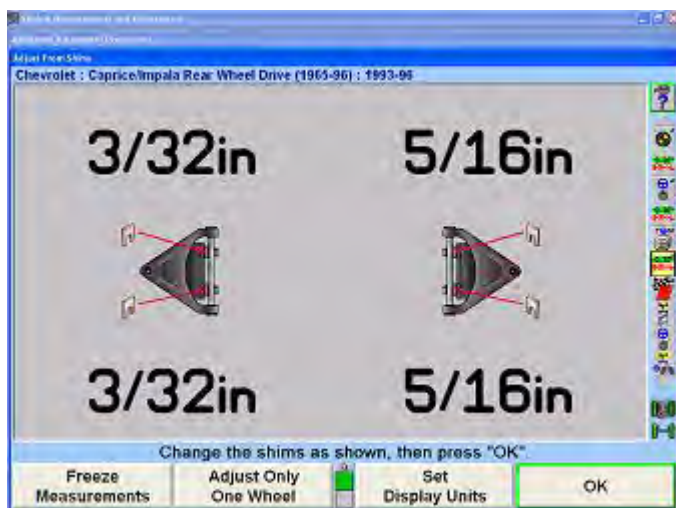 Adjust Front Shims
Chevrolet : Caprice/Impala Rear Wheel Drive (1965-96) : 1993-96
3/32in 5/16in
3/32in 5/16in
Change the shims as shown, then press "OK".
Freeze Measurements
Adjust Only One Wheel
Set Display Units
OK